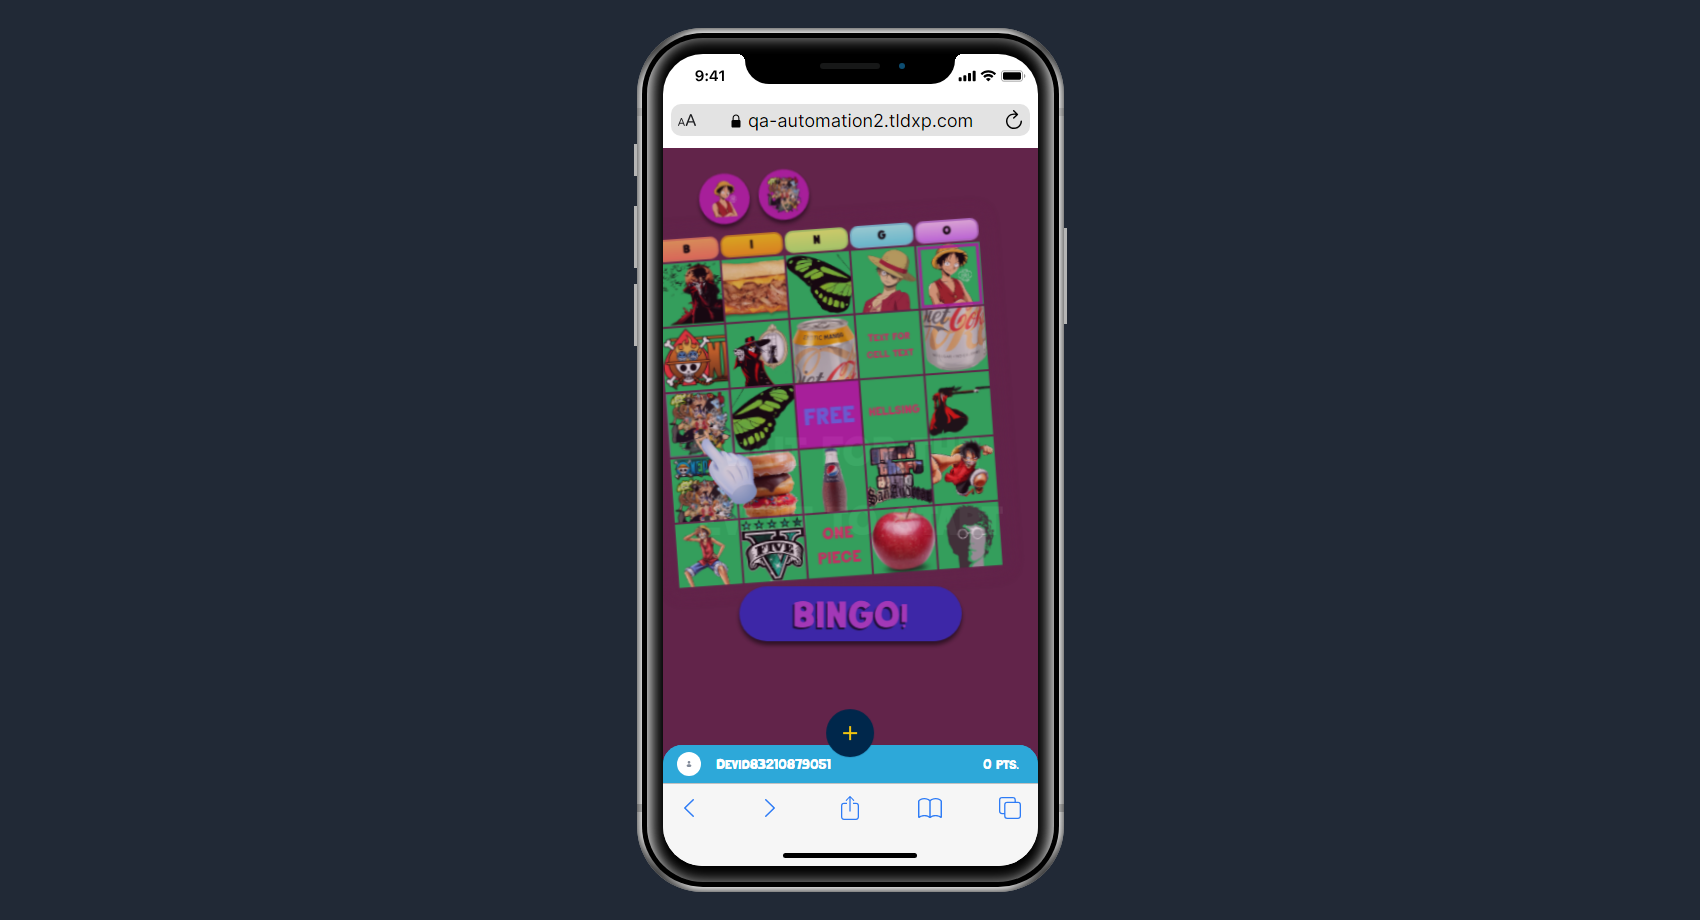 9:41
AA
qa-automation2.tldxp.com
B I N G O
TEXT FOR
CELL TEXT
FREE
HELLSING
FIVE
ONE
PIECE
BINGO!
+
Devid83210879051
0 PTS.